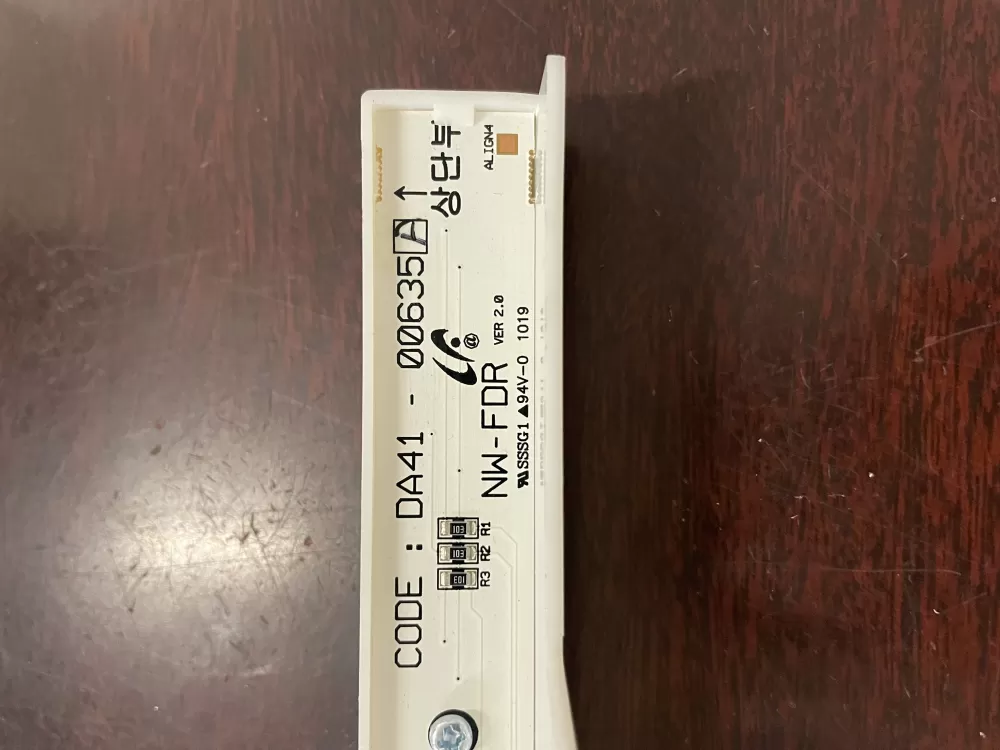 CODE : DA41 - 00635A ↑
상단부
ALIGN4
@
NW-FDR VER 2.0
SSSG1 ▲94V-0 1019
R1 103
R2 103
R3 103